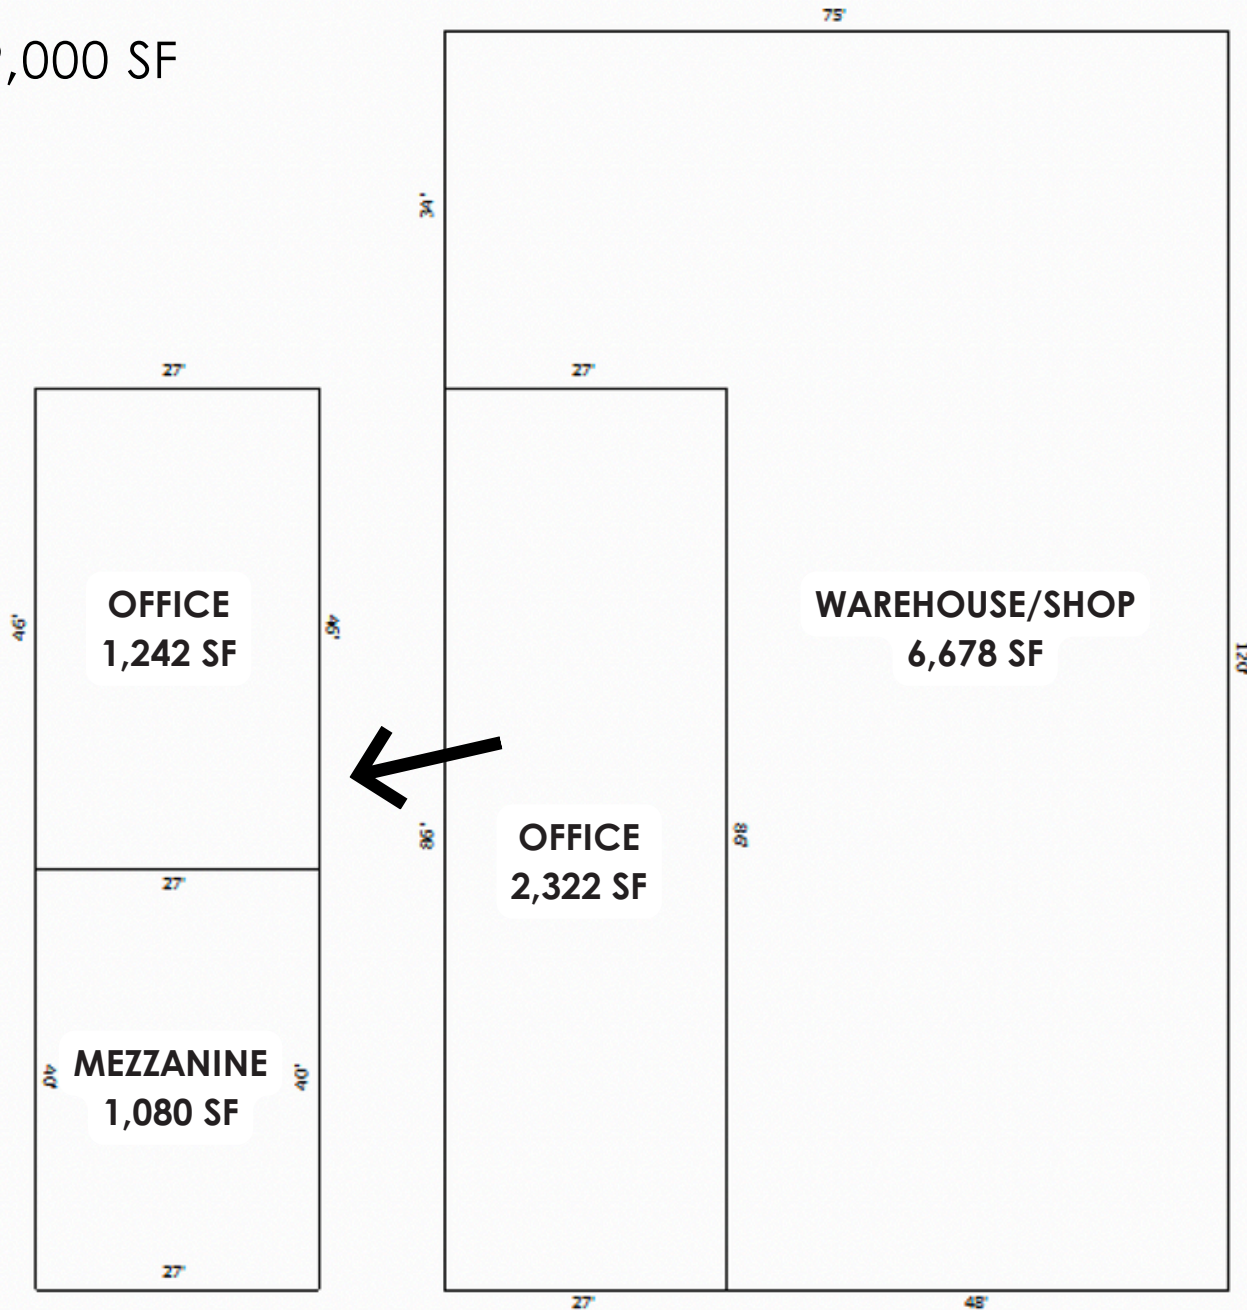 ,000 SF
75'
34'
27'
27'
OFFICE
1,242 SF
46'
46'
WAREHOUSE/SHOP
6,678 SF
120'
86'
OFFICE
2,322 SF
86'
27'
MEZZANINE
1,080 SF
40'
40'
27'
27'
48'